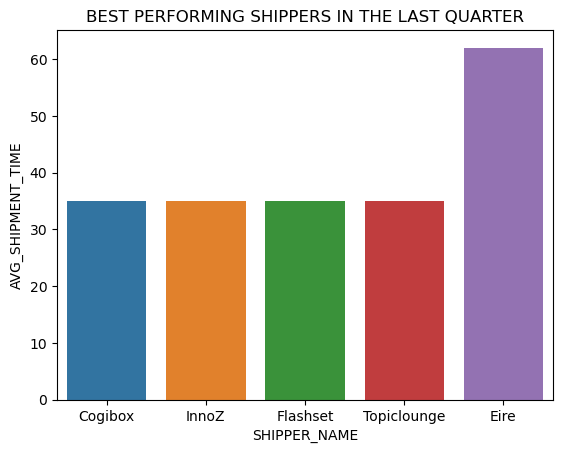 BEST PERFORMING SHIPPERS IN THE LAST QUARTER
60
50
40
30
20
10
0
AVG_SHIPMENT_TIME
Cogibox InnoZ Flashset Topiclounge Eire
SHIPPER_NAME